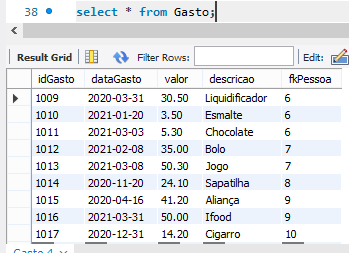 38 select * from Gasto;
Result Grid Filter Rows: Edit:
idGasto dataGasto valor descricao fkPessoa
1009 2020-03-31 30.50 Liquidificador 6
1010 2021-01-20 3.50 Esmalte 6
1011 2021-03-03 5.30 Chocolate 6
1012 2021-02-08 35.00 Bolo 7
1013 2021-03-08 50.30 Jogo 7
1014 2020-11-20 24.10 Sapatilha 8
1015 2020-04-16 41.20 Aliança 9
1016 2021-03-31 50.00 Ifood 9
1017 2020-12-31 14.20 Cigarro 10
Gasto 4